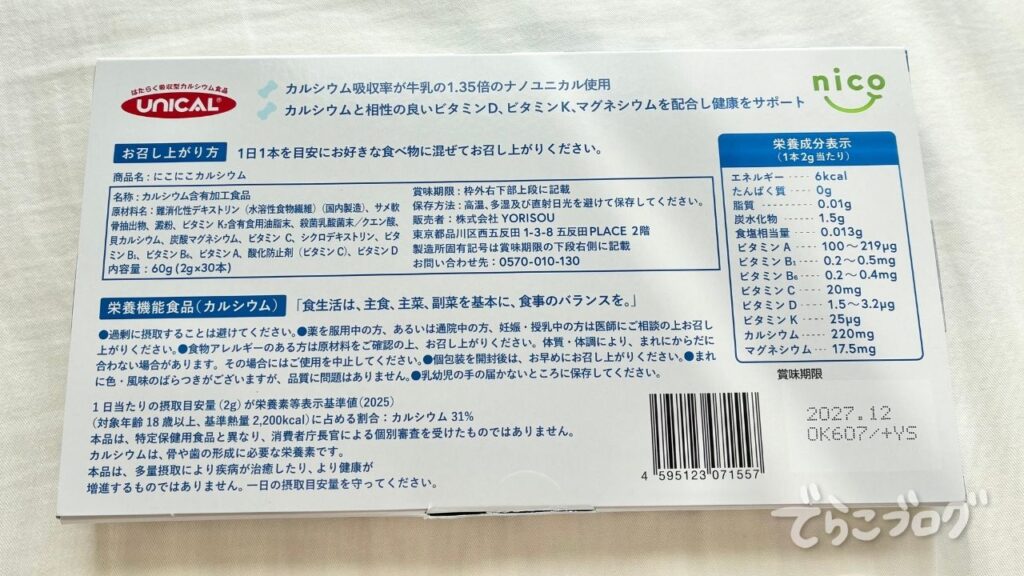 はたらく吸収型カルシウム食品
UNICAL®
カルシウム吸収率が牛乳の1.35倍のナノユニカル使用
カルシウムと相性の良いビタミンD、ビタミンK、マグネシウムを配合し健康をサポート
nico
お召し上がり方 1日1本を目安にお好きな食べ物に混ぜてお召し上がりください。
商品名：にこにこカルシウム
名称：カルシウム含有加工食品
原材料名：難消化性デキストリン（水溶性食物繊維）（国内製造）、サメ軟
骨抽出物、澱粉、ビタミンK₂含有食用油脂末、殺菌乳酸菌末／クエン酸、
貝カルシウム、炭酸マグネシウム、ビタミンC、シクロデキストリン、ビタ
ミンB₁、ビタミンB₆、ビタミンA、酸化防止剤（ビタミンC）、ビタミンD
内容量：60g（2g×30本）
賞味期限：枠外右下部上段に記載
保存方法：高温、多湿及び直射日光を避けて保存してください。
販売者：株式会社 YORISOU
東京都品川区西五反田1-3-8 五反田PLACE 2階
製造所固有記号は賞味期限の下段右側に記載
お問い合わせ先：0570-010-130
栄養機能食品（カルシウム） 「食生活は、主食、主菜、副菜を基本に、食事のバランスを。」
●過剰に摂取することは避けてください。●薬を服用中の方、あるいは通院中の方、妊娠・授乳中の方は医師にご相談の上お召し
上がりください。●食物アレルギーのある方は原材料をご確認の上、お召し上がりください。体質・体調により、まれにからだに
合わない場合があります。その場合にはご使用を中止してください。●個包装を開封後は、お早めにお召し上がりください。●まれ
に色・風味のばらつきがございますが、品質に問題はありません。●乳幼児の手の届かないところに保存してください。
1日当たりの摂取目安量（2g）が栄養素等表示基準値（2025）
（対象年齢18歳以上、基準熱量2,200kcal）に占める割合：カルシウム31%
本品は、特定保健用食品と異なり、消費者庁長官による個別審査を受けたものではありません。
カルシウムは、骨や歯の形成に必要な栄養素です。
本品は、多量摂取により疾病が治癒したり、より健康が
増進するものではありません。一日の摂取目安量を守ってください。
栄養成分表示
（1本2g当たり）
エネルギー 6kcal
たんぱく質 0g
脂質 0.01g
炭水化物 1.5g
食塩相当量 0.013g
ビタミンA 100～219μg
ビタミンB₁ 0.2～0.5mg
ビタミンB₆ 0.2～0.4mg
ビタミンC 20mg
ビタミンD 1.5～3.2μg
ビタミンK 25μg
カルシウム 220mg
マグネシウム 17.5mg
賞味期限
2027.12
OK607/+YS
4 595123 071557
でらこブログ